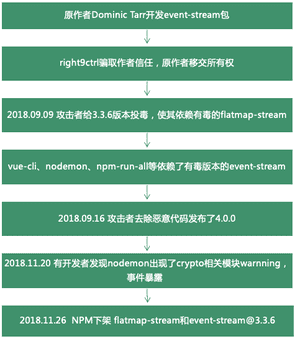 原作者Dominic Tarr开发event-stream包
right9ctrl骗取作者信任，原作者移交所有权
2018.09.09 攻击者给3.3.6版本投毒，使其依赖有毒的flatmap-stream
vue-cli、nodemon、npm-run-all等依赖了有毒版本的event-stream
2018.09.16 攻击者去除恶意代码发布了4.0.0
2018.11.20 有开发者发现nodemon出现了crypto相关模块warnning，
事件暴露
2018.11.26 NPM下架 flatmap-stream和event-stream@3.3.6